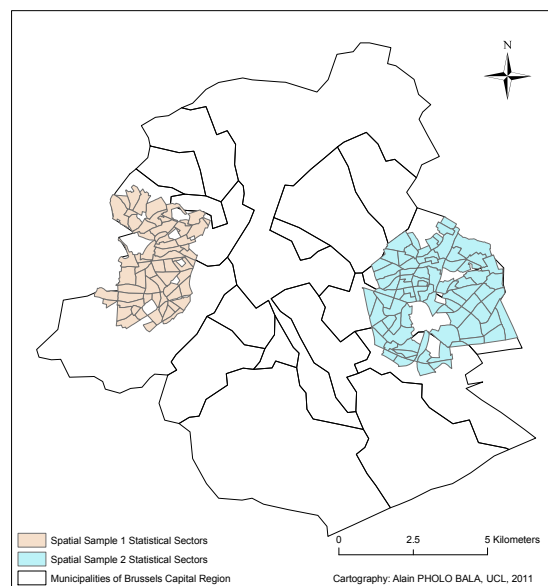 N
Spatial Sample 1 Statistical Sectors
Spatial Sample 2 Statistical Sectors
Municipalities of Brussels Capital Region
0 2.5 5 Kilometers
Cartography: Alain PHOLO BALA, UCL, 2011